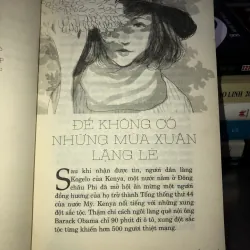 ĐỂ KHÔNG CÓ
NHỮNG MÙA XUÂN
LẶNG LẼ
Sau khi nhận được tin, người dân làng
Kogelo của Kenya, một nước nằm ở Đông
châu Phi đã mở hội ăn mừng một người
đồng hương của họ trở thành Tổng thống thứ 44
của nước Mỹ. Kenya nổi tiếng với những xung
đột sắc tộc. Thậm chí cách ngôi làng quê nội ông
Barack Obama chỉ 90 phút đi ô tô, xung đột sắc
tộc từng khiến hơn 500 người thiệt mạng.